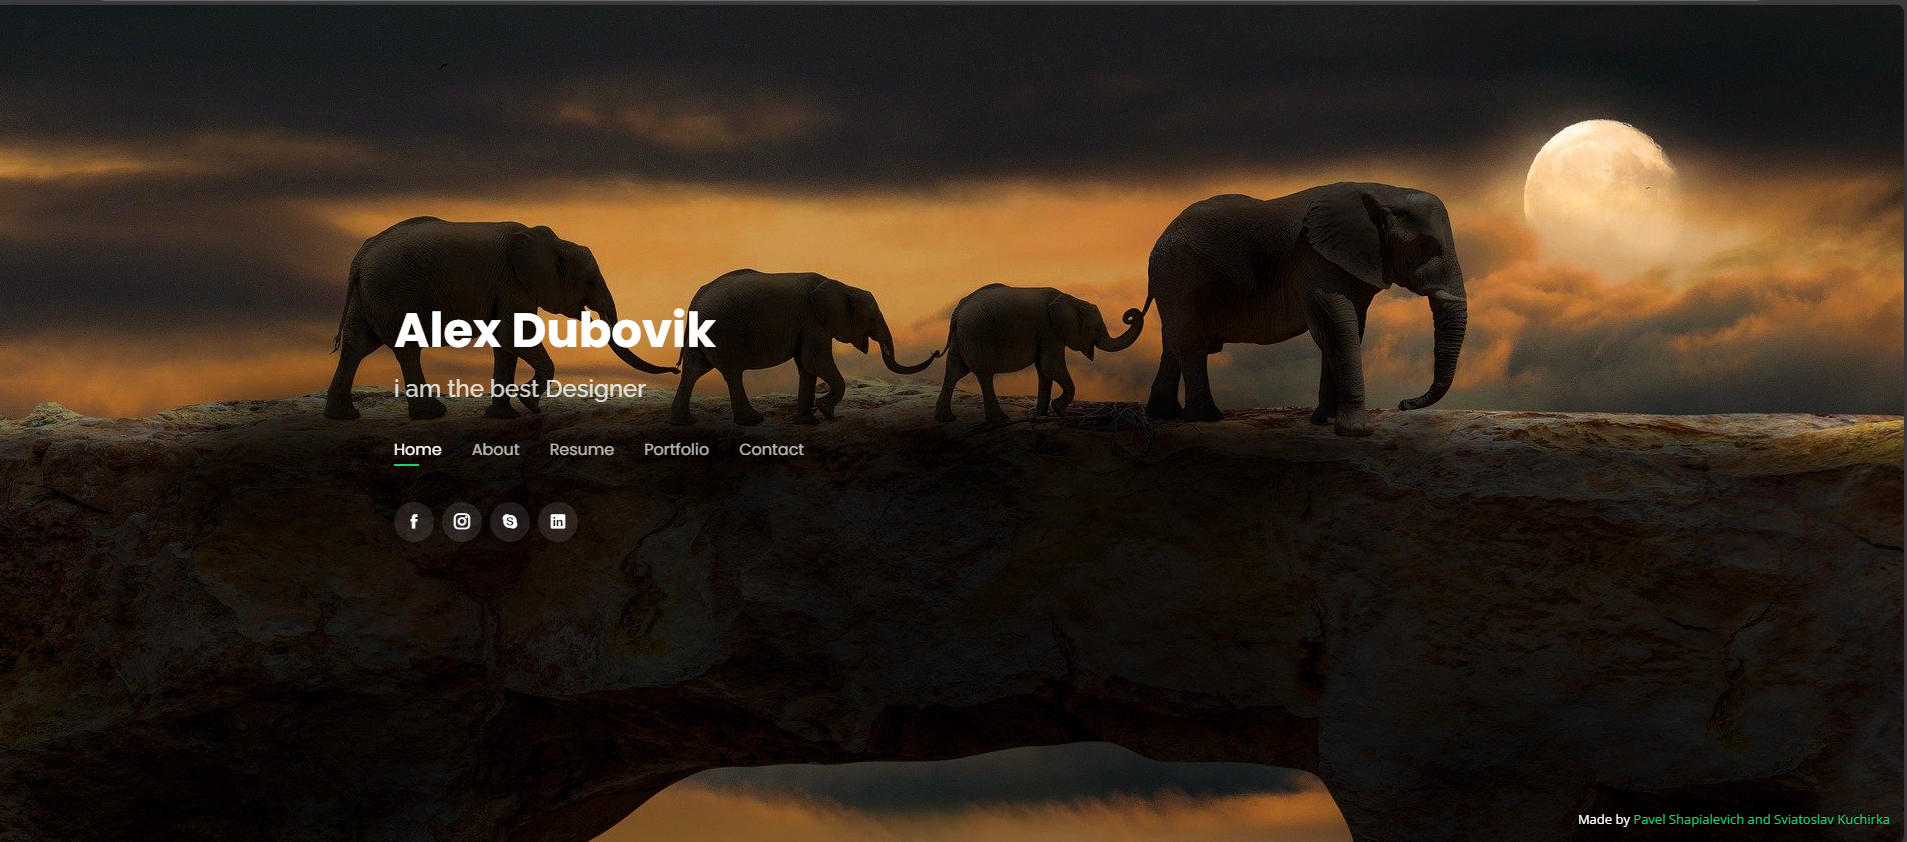 Alex Dubovik
i am the best Designer
Home About Resume Portfolio Contact
Made by Pavel Shapialevich and Sviatoslav Kuchirka